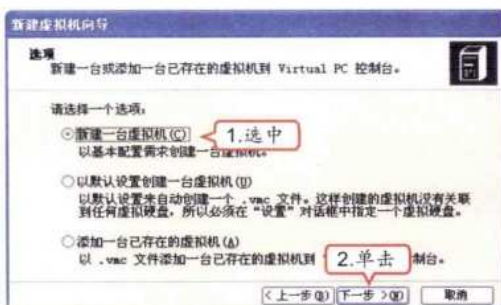 新建虚拟机向导
选项
新建一台或添加一台已存在的虚拟机到 Virtual PC 控制台。
请选择一个选项:
新建一台虚拟机(C)
1.选中
以基本配置需求创建一台虚拟机。
以默认设置创建一台虚拟机(U)
以默认设置来自动创建一个 .vmc 文件。这样创建的虚拟机没有关联
到任何虚拟硬盘，所以必须在 "设置" 对话框中指定一个虚拟硬盘。
添加一台已存在的虚拟机(A)
2.单击
以 .vmc 文件添加一台已存在的虚拟机到 制台。
<上一步(B) 下一步 >(N) 取消